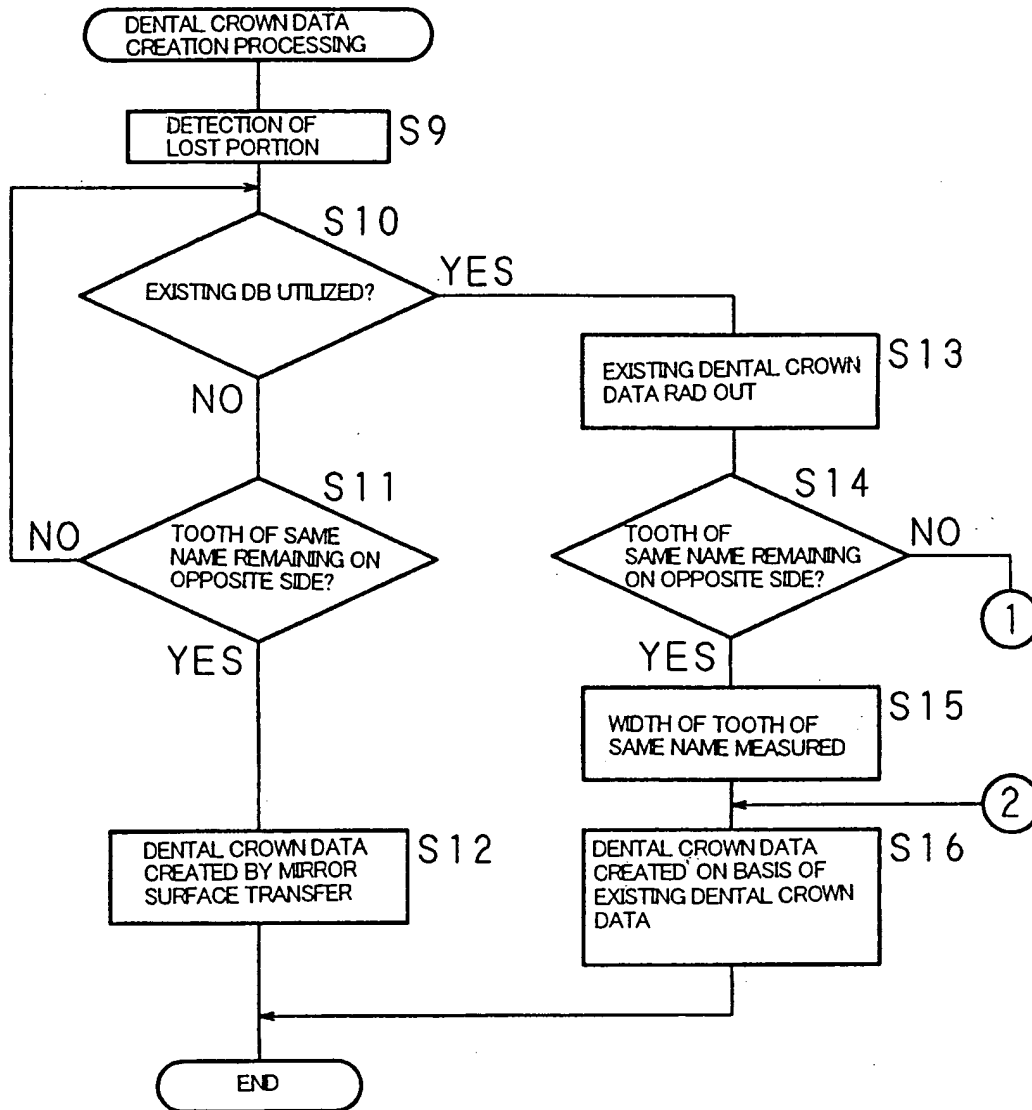 DENTAL CROWN DATA
CREATION PROCESSING
DETECTION OF
LOST PORTION
S9
S10
EXISTING DB UTILIZED?
YES
NO
EXISTING DENTAL CROWN
DATA RAD OUT
S13
S11
TOOTH OF SAME
NAME REMAINING ON
OPPOSITE SIDE?
NO
YES
S14
TOOTH OF
SAME NAME REMAINING
ON OPPOSITE SIDE?
NO
1
YES
WIDTH OF TOOTH OF
SAME NAME MEASURED
S15
2
DENTAL CROWN DATA
CREATED BY MIRROR
SURFACE TRANSFER
S12
DENTAL CROWN DATA
CREATED ON BASIS OF
EXISTING DENTAL CROWN
DATA
S16
END